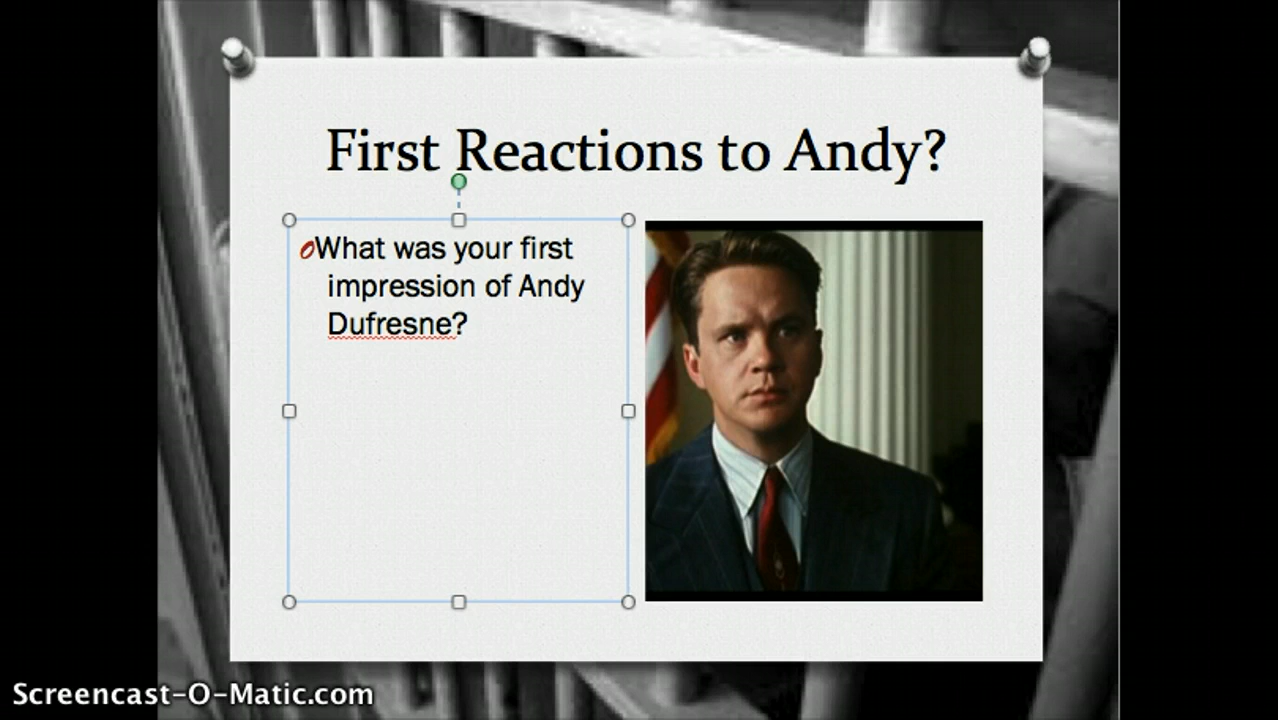 First Reactions to Andy?
What was your first
impression of Andy
Dufresne?
Screencast-O-Matic.com